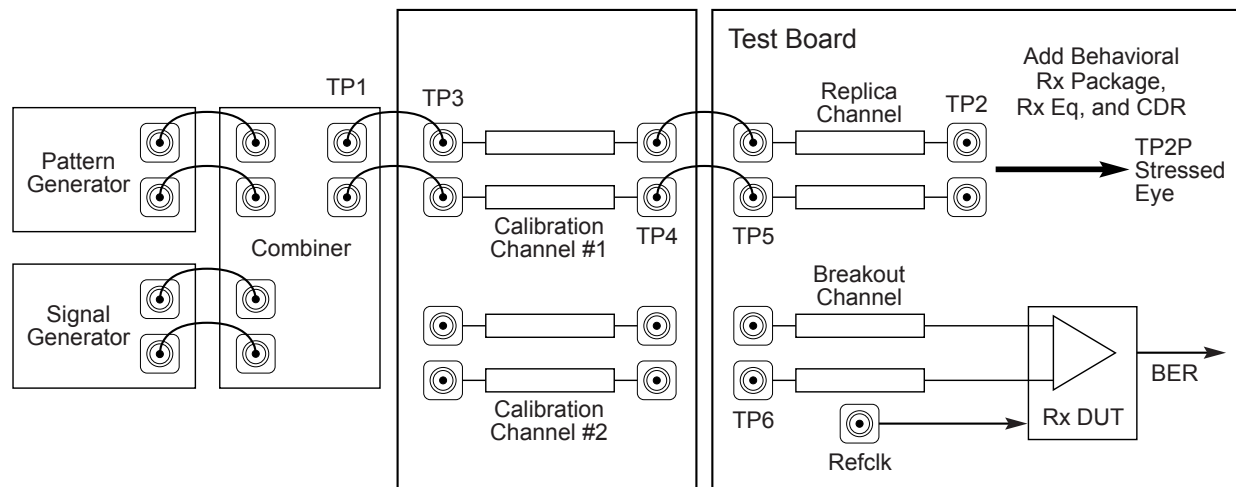 Test Board
Add Behavioral
Rx Package,
Rx Eq, and CDR
TP1
TP3
Replica
Channel
TP2
Pattern
Generator
TP2P
Stressed
Eye
Combiner
Calibration
Channel #1
TP4
TP5
Signal
Generator
Breakout
Channel
BER
Calibration
Channel #2
TP6
Rx DUT
Refclk